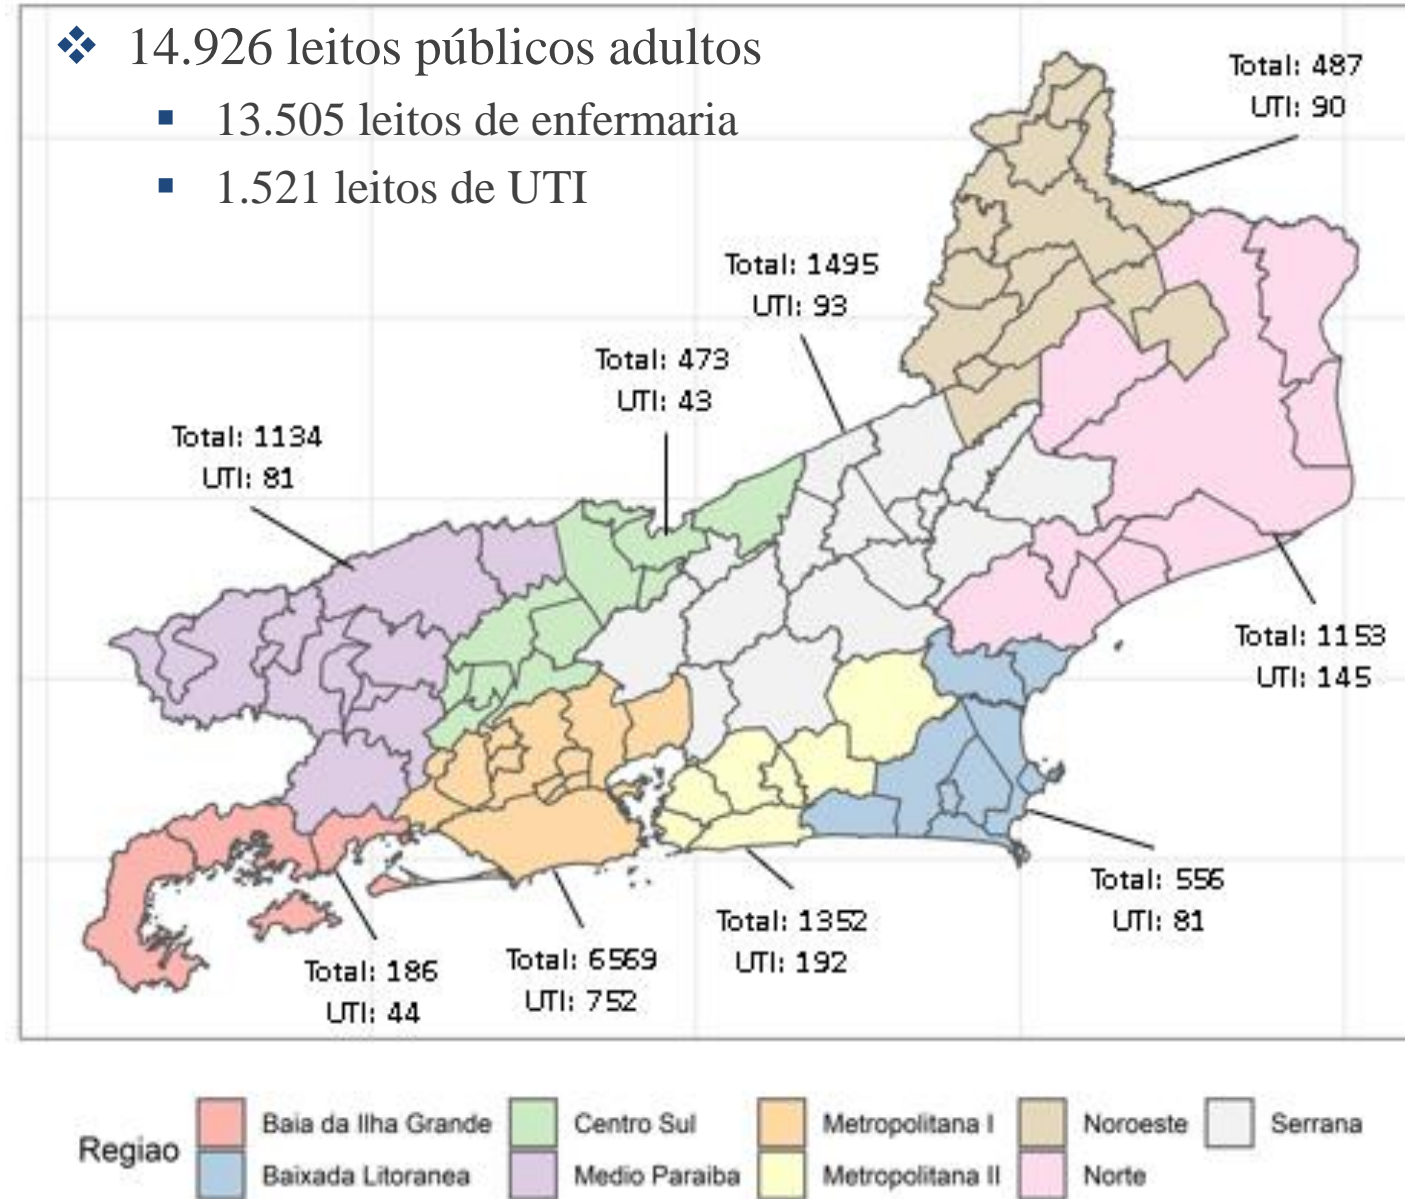 14.926 leitos públicos adultos
13.505 leitos de enfermaria
1.521 leitos de UTI
Total: 487
UTI: 90
Total: 1495
UTI: 93
Total: 473
UTI: 43
Total: 1134
UTI: 81
Total: 1153
UTI: 145
Total: 556
UTI: 81
Total: 1352
UTI: 192
Total: 6569
UTI: 752
Total: 186
UTI: 44
Regiao
Baia da Ilha Grande
Baixada Litoranea
Centro Sul
Medio Paraiba
Metropolitana I
Metropolitana II
Noroeste
Norte
Serrana